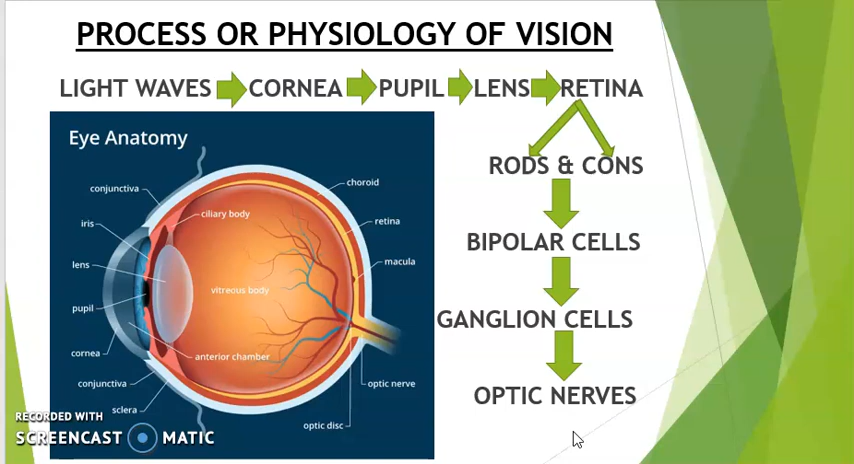 PROCESS OR PHYSIOLOGY OF VISION
LIGHT WAVES CORNEA PUPIL LENS RETINA
Eye Anatomy
conjunctiva
iris
lens
pupil
cornea
conjunctiva
sclera
ciliary body
vitreous body
anterior chamber
choroid
retina
macula
optic nerve
optic disc
RODS & CONS
BIPOLAR CELLS
GANGLION CELLS
OPTIC NERVES
RECORDED WITH
SCREENCAST MATIC